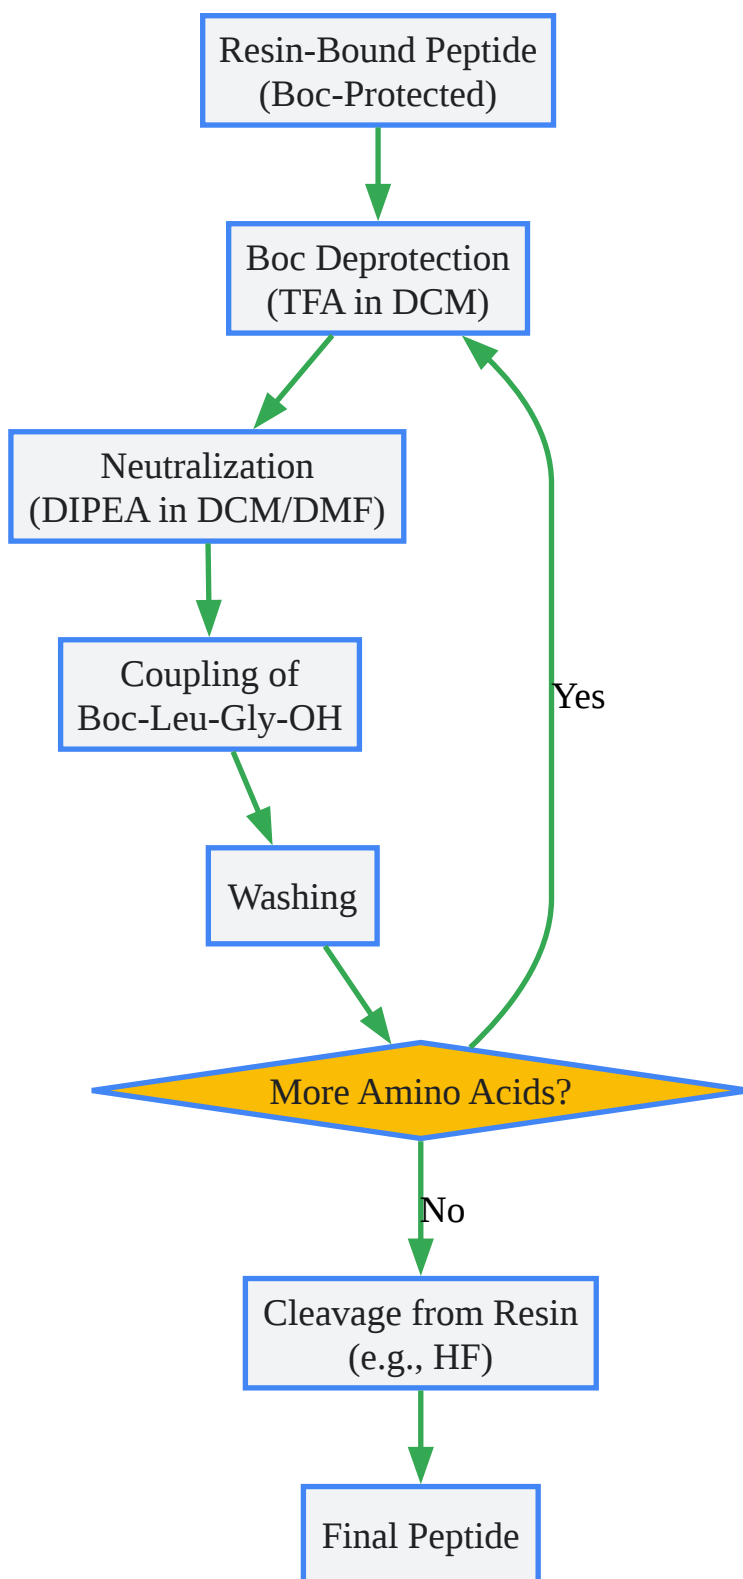 Resin-Bound Peptide
(Boc-Protected)
Boc Deprotection
(TFA in DCM)
Neutralization
(DIPEA in DCM/DMF)
Coupling of
Boc-Leu-Gly-OH
Yes
Washing
More Amino Acids?
No
Cleavage from Resin
(e.g., HF)
Final Peptide